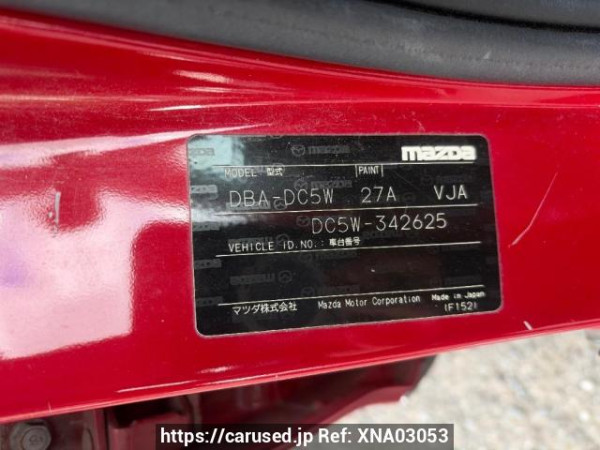 mazda
MODEL 型式 PAINT
DBA-DC5W 27A VJA
DC5W-342625
VEHICLE ID.NO.: 車台番号
マツダ株式会社 Mazda Motor Corporation Made in Japan
(F152)
https://carused.jp Ref: XNA03053